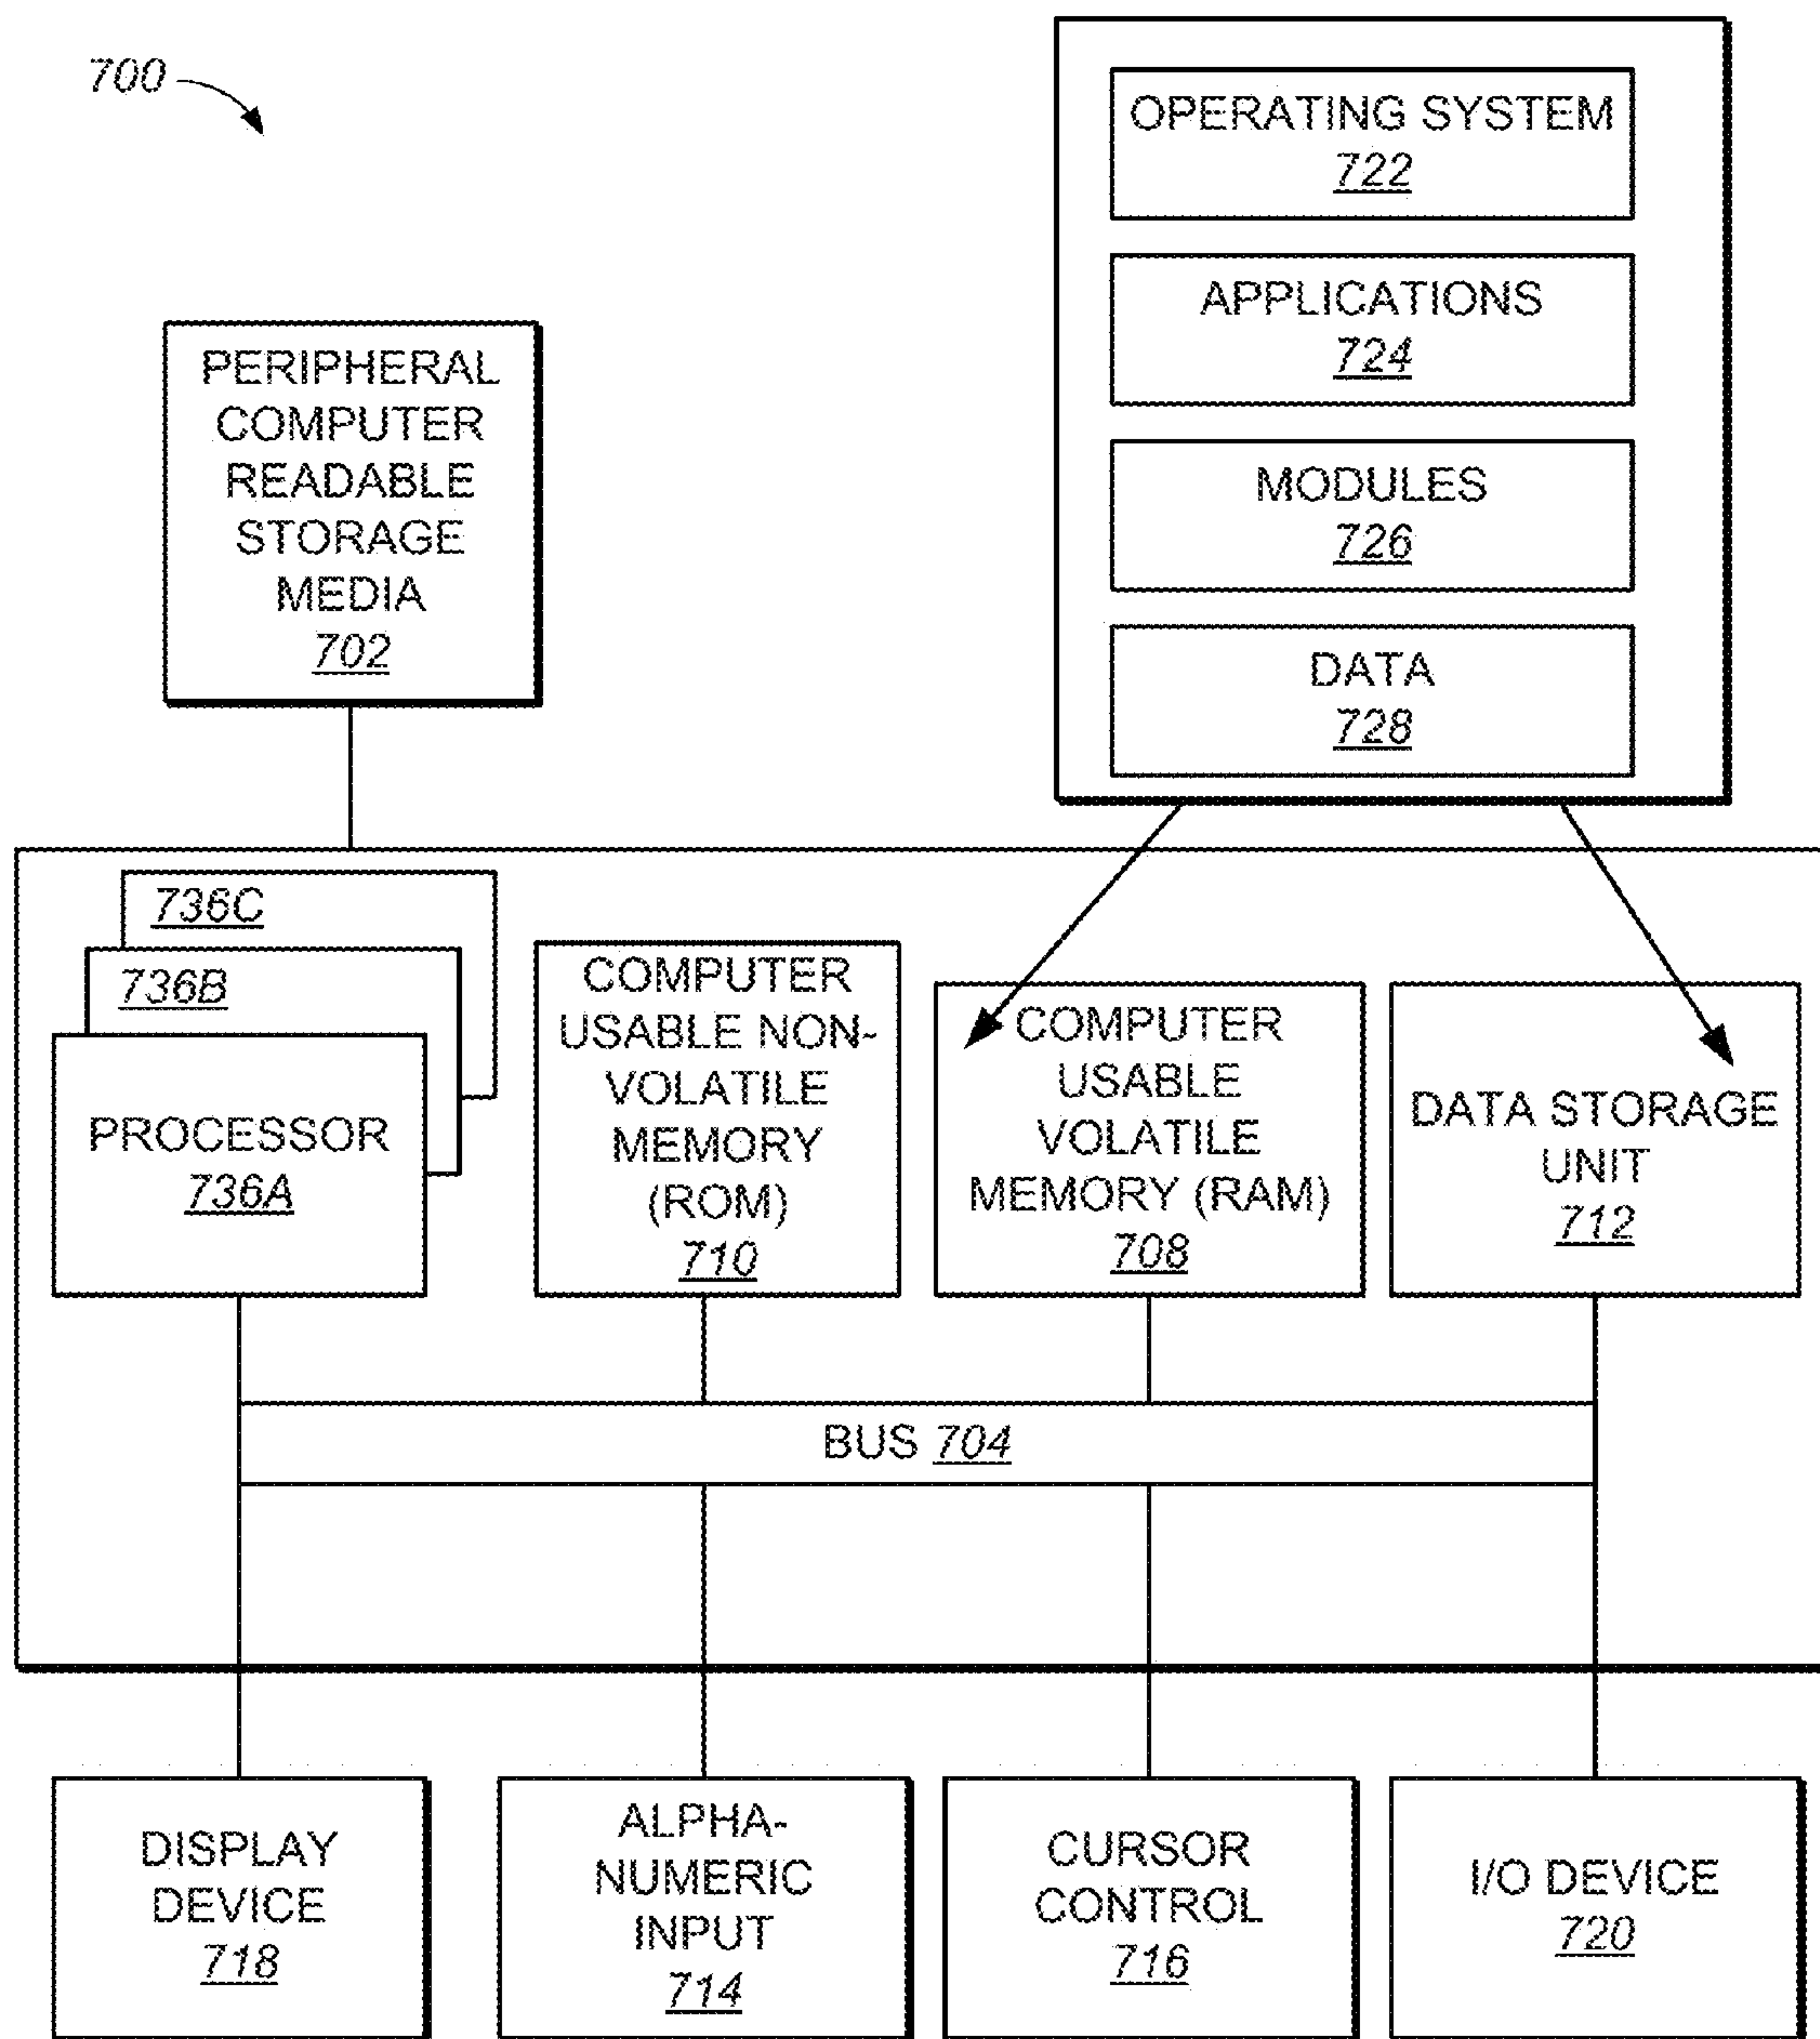 700
OPERATING SYSTEM
722
APPLICATIONS
724
MODULES
726
DATA
728
PERIPHERAL
COMPUTER
READABLE
STORAGE
MEDIA
702
736C
736B
PROCESSOR
736A
COMPUTER
USABLE NON-
VOLATILE
MEMORY
(ROM)
710
COMPUTER
USABLE
VOLATILE
MEMORY (RAM)
708
DATA STORAGE
UNIT
712
BUS 704
DISPLAY
DEVICE
718
ALPHA-
NUMERIC
INPUT
714
CURSOR
CONTROL
716
I/O DEVICE
720